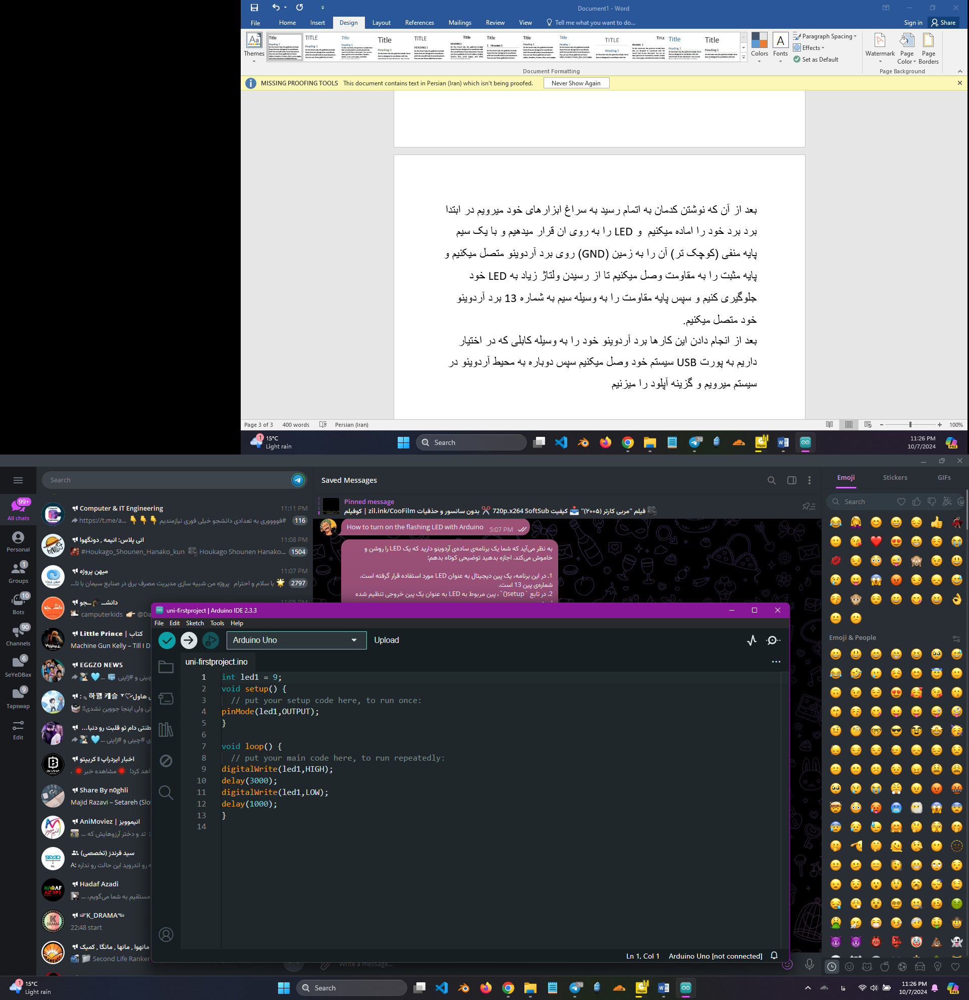 Document1 - Word
File Home Insert Design Layout References Mailings Review View Tell me what you want to do... Sign in Share
Themes
Colors Fonts Paragraph Spacing Effects Set as Default
Watermark Page Color Page Borders
Document Formatting Page Background
MISSING PROOFING TOOLS This document contains text in Persian (Iran) which isn't being proofed. Never Show Again
بعد از آن که نوشتن کدمان به اتمام رسید به سراغ ابزارهای خود میرویم در ابتدا
برد برد خود را اماده میکنیم و LED را به روی ان قرار میدهیم و با یک سیم
پایه منفی (کوچک تر) آن را به زمین (GND) روی برد آردوینو متصل میکنیم و
پایه مثبت را به مقاومت وصل میکنیم تا از رسیدن ولتاژ زیاد به LED خود
جلوگیری کنیم و سپس پایه مقاومت را به وسیله سیم به شماره 13 برد آردوینو
خود متصل میکنیم.
بعد از انجام دادن این کارها برد آردوینو خود را به وسیله کابلی که در اختیار
داریم به پورت USB سیستم خود وصل میکنیم سپس دوباره به محیط آردوینو در
سیستم میرویم و گزینه آپلود را میزنیم
Page 3 of 3 400 words Persian (Iran) 100%
1 15°C
Light rain
Search
11:26 PM
10/7/2024
Search
Saved Messages
Emoji Stickers GIFs
Pinned message
فیلم "مربی کارتر (۲۰۰۵)" کیفیت 720p.x264 SoftSub بدون سانسور و حذفیات zil.ink/CooFilm | کوفیلم
Search
How to turn on the flashing LED with Arduino 5:07 PM
به نظر می‌آید که شما یک برنامه‌ی ساده‌ی آردوینو دارید که یک LED را روشن و
خاموش می‌کند. اجازه بدهید توضیحی کوتاه بدهم:
1. در این برنامه، یک پین دیجیتال به عنوان LED مورد استفاده قرار گرفته است.
شماره‌ی پین 13 است.
2. در تابع `setup()`، پین مربوط به LED به عنوان یک پین خروجی تنظیم شده
99+
All chats
Personal
1
Groups
10
Bots
90
Channels
6
SeYeDBax
9
Tapswap
Edit
Computer & IT Engineering 11:11 PM
https://t.me/a... #فووووری به تعدادی دانشجو خیلی فوری نیازمندیم 116
انی پلاس: انیمه , دونگهوا 11:08 PM
#Houkago_Shounen_Hanako_kun Houkago Shounen Hanako... 1504
میهن پروژه 11:07 PM
با سلام و احترام پروژه من شبیه سازی مدیریت مصرف برق در صنایع سیمان با تا... 2797
دانشــجو 11:05 PM
camputerkids @Da
Little Prince | کتاب
Machine Gun Kelly – Till I D
EGGZO NEWS
چینی و #ژاپنی ...
تی ولی اینجا جووین نشدی!!
طنتی دام تو قلبت رو دنبا...
ی #چینی و #ژاپنی ...
اخبار ایردراپ | کریپتو
اهد کرد! مشاهده خبر
Share By n0ghli
Majid Razavi – Setareh (Slo
AniMoviez | انیموویز
تد و دختر آرزوهایش که ...
سید فرندز (تخصصی)
A: ه رو اندروید این حالت رو نداره
Hadaf Azadi
مستقیم به شما می‌گویم، ...
K_DRAMA
22:48 start
مانهوا , مانها , مانگا , کمیک
Second Life Ranker
Emoji & People
uni-firstproject | Arduino IDE 2.3.3
File Edit Sketch Tools Help
Arduino Uno Upload
uni-firstproject.ino
1 int led1 = 9;
2 void setup() {
3 // put your setup code here, to run once:
4 pinMode(led1,OUTPUT);
5 }
6
7 void loop() {
8 // put your main code here, to run repeatedly:
9 digitalWrite(led1,HIGH);
10 delay(3000);
11 digitalWrite(led1,LOW);
12 delay(1000);
13 }
14
Ln 1, Col 1 Arduino Uno [not connected]
Write a message...
1 15°C
Light rain
Search
فا
11:26 PM
10/7/2024